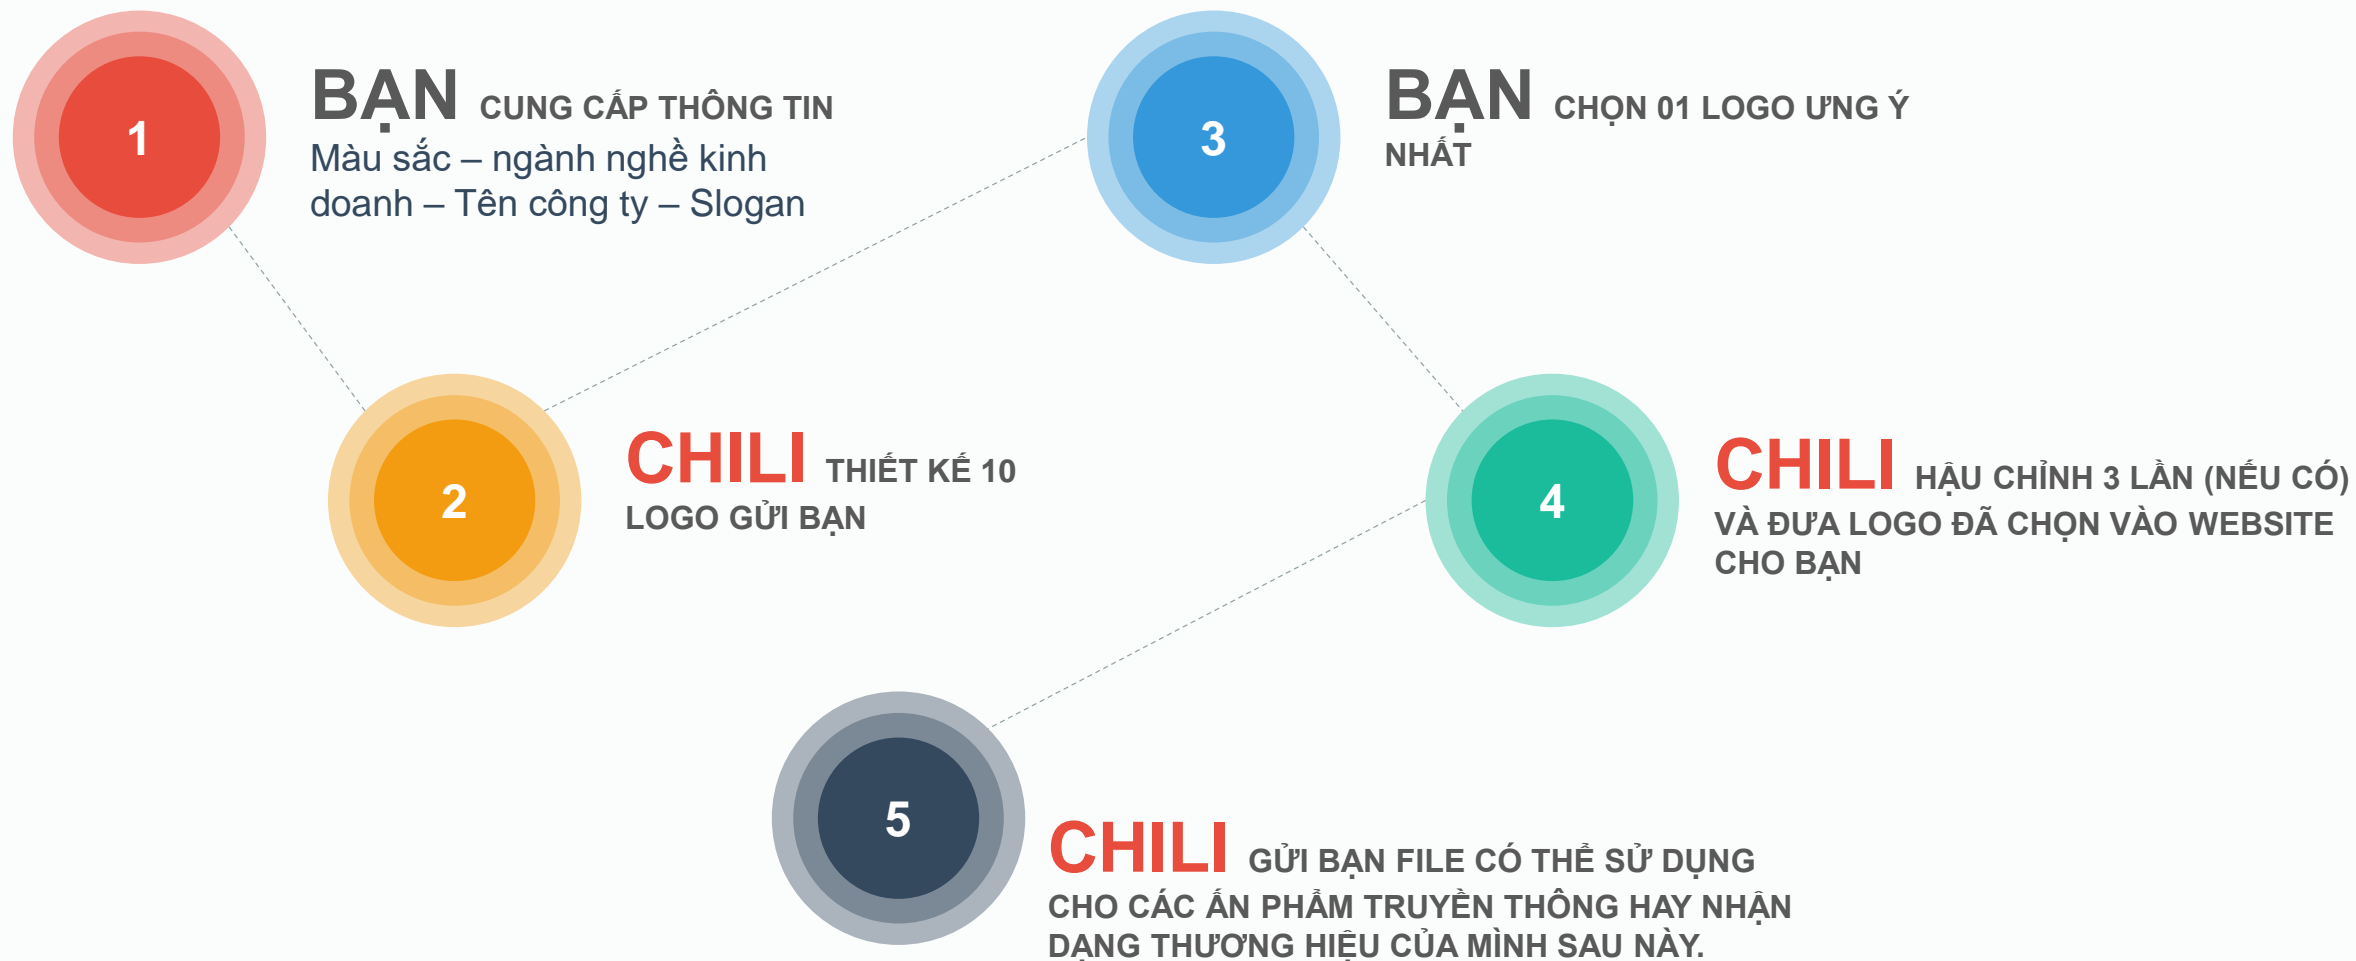 1
BẠN CUNG CẤP THÔNG TIN
Màu sắc – ngành nghề kinh
doanh – Tên công ty – Slogan
2
CHILI THIẾT KẾ 10
LOGO GỬI BẠN
3
BẠN CHỌN 01 LOGO ƯNG Ý
NHẤT
4
CHILI HẬU CHỈNH 3 LẦN (NẾU CÓ)
VÀ ĐƯA LOGO ĐÃ CHỌN VÀO WEBSITE
CHO BẠN
5
CHILI GỬI BẠN FILE CÓ THỂ SỬ DỤNG
CHO CÁC ẤN PHẨM TRUYỀN THÔNG HAY NHẬN
DẠNG THƯƠNG HIỆU CỦA MÌNH SAU NÀY.